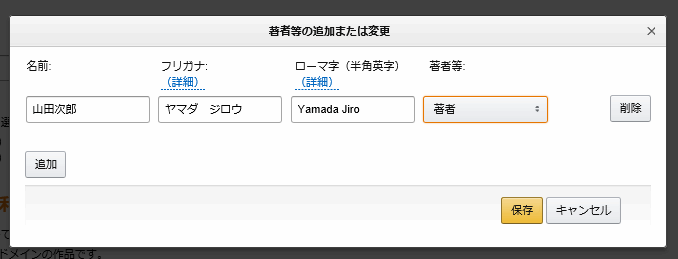 著者等の追加または変更 ×
名前: フリガナ: ローマ字（半角英字） 著者等:
（詳細） （詳細）
山田次郎 ヤマダ　ジロウ Yamada Jiro 著者 削除
追加
保存 キャンセル
ドメインの作品です。